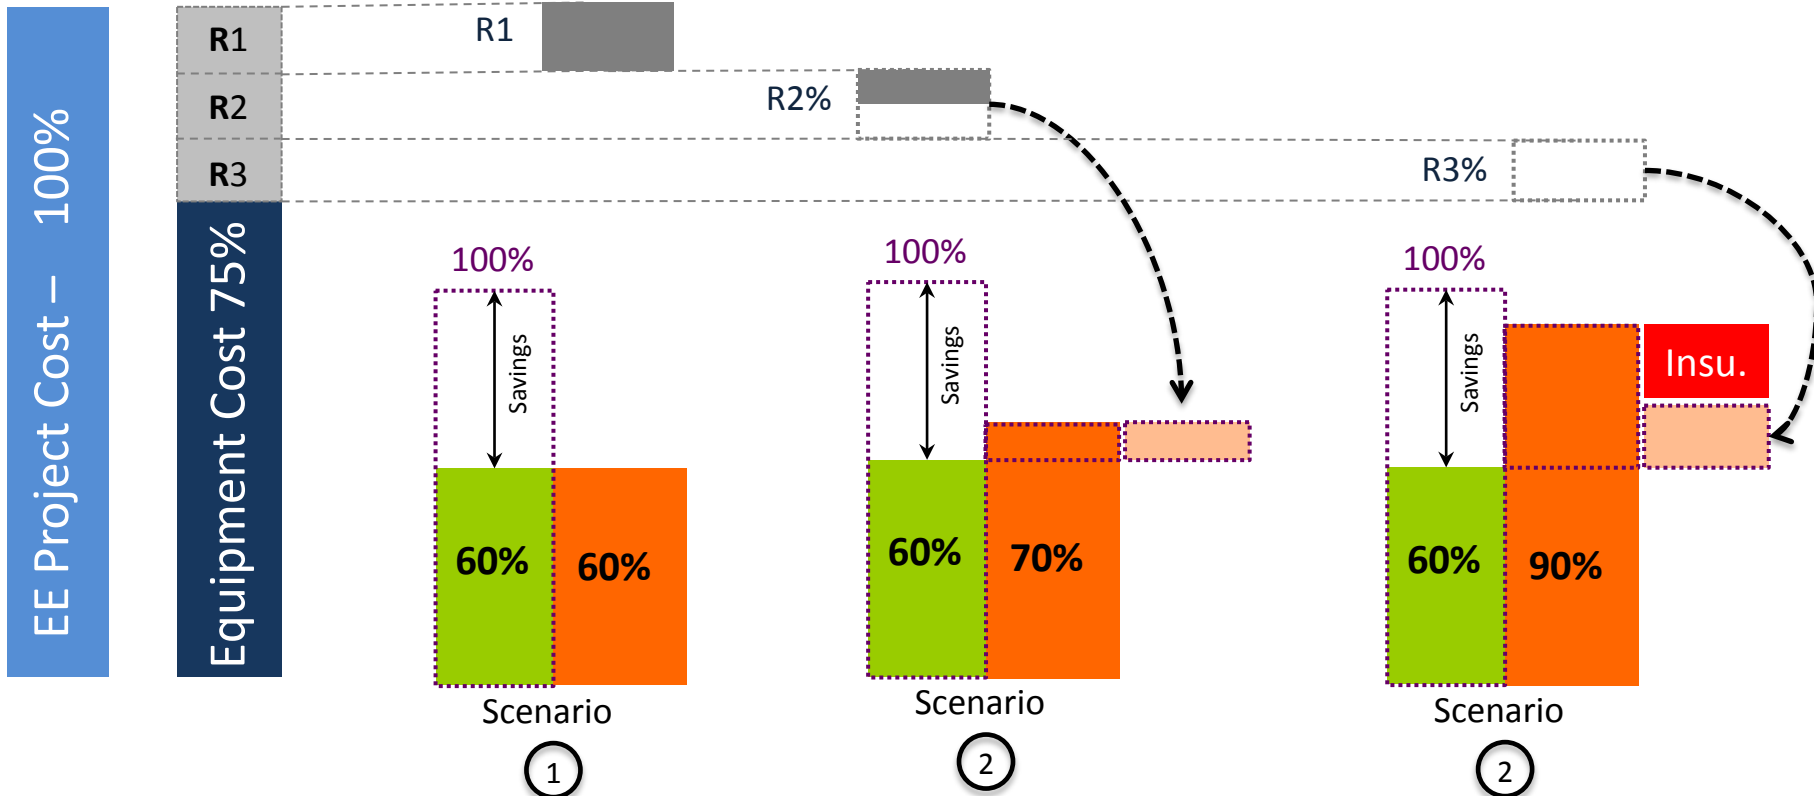 EE Project Cost – 100%
Equipment Cost 75%
R1
R2
R3
R1
R2%
R3%
100%
Savings
60%
60%
Scenario
1
100%
Savings
60%
70%
Scenario
2
100%
Savings
60%
90%
Insu.
Scenario
2